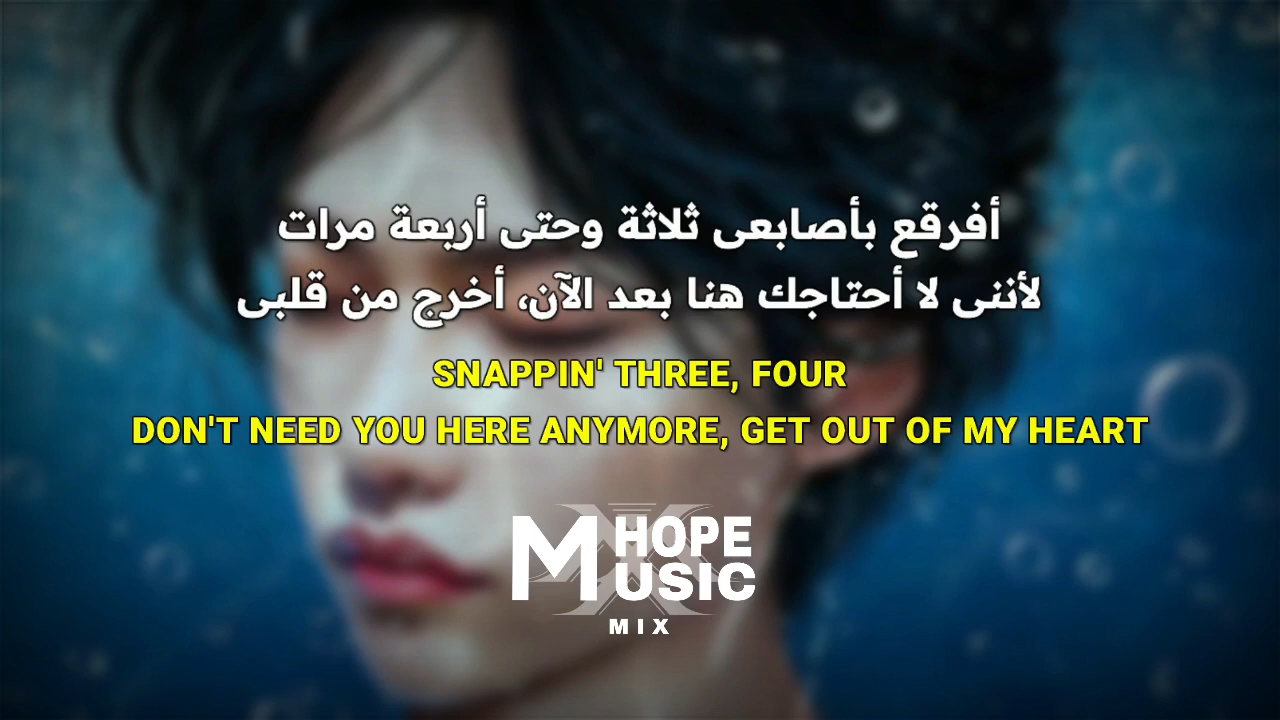 أفرقع بأصابعى ثلاثة وحتى أربعة مرات
لأننى لا أحتاجك هنا بعد الآن، أخرج من قلبى
SNAPPIN' THREE, FOUR
DON'T NEED YOU HERE ANYMORE, GET OUT OF MY HEART
HOPE
MUSIC
MIX